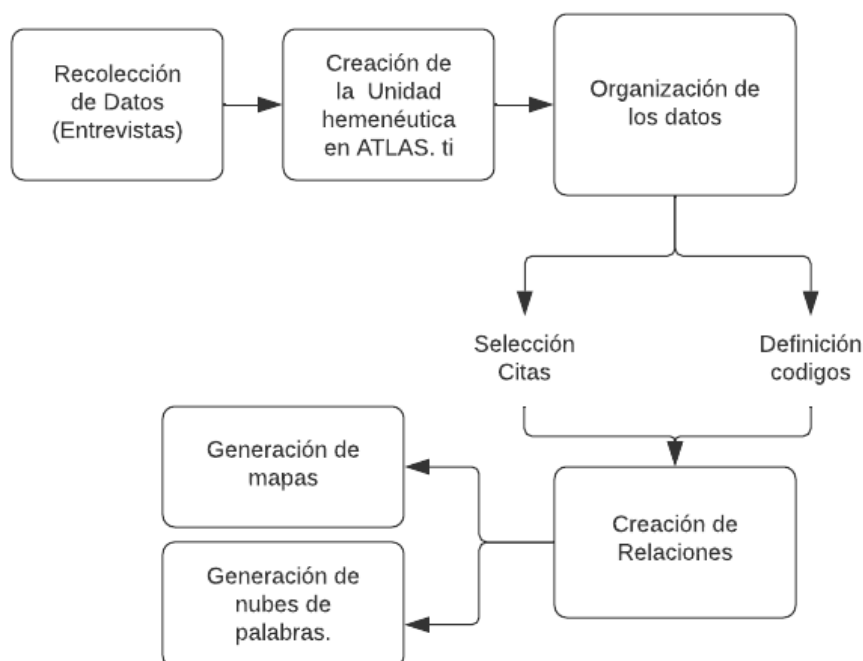 Recolección
de Datos
(Entrevistas)
Creación de
la Unidad
hemenéutica
en ATLAS. ti
Organización de
los datos
Selección
Citas
Definición
codigos
Generación de
mapas
Creación de
Relaciones
Generación de
nubes de
palabras.